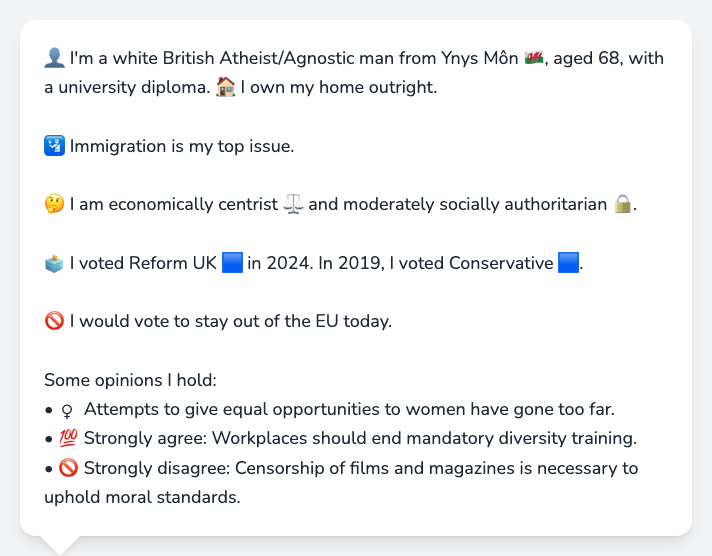 👤 I'm a white British Atheist/Agnostic man from Ynys Môn 🏴󠁧󠁢󠁷󠁬󠁳󠁿, aged 68, with
a university diploma. 🏠 I own my home outright.
🛂 Immigration is my top issue.
🤔 I am economically centrist ⚖️ and moderately socially authoritarian 🔒.
🗳️ I voted Reform UK 🟦 in 2024. In 2019, I voted Conservative 🟦.
🚫 I would vote to stay out of the EU today.
Some opinions I hold:
• ♀ Attempts to give equal opportunities to women have gone too far.
• 💯 Strongly agree: Workplaces should end mandatory diversity training.
• 🚫 Strongly disagree: Censorship of films and magazines is necessary to
uphold moral standards.